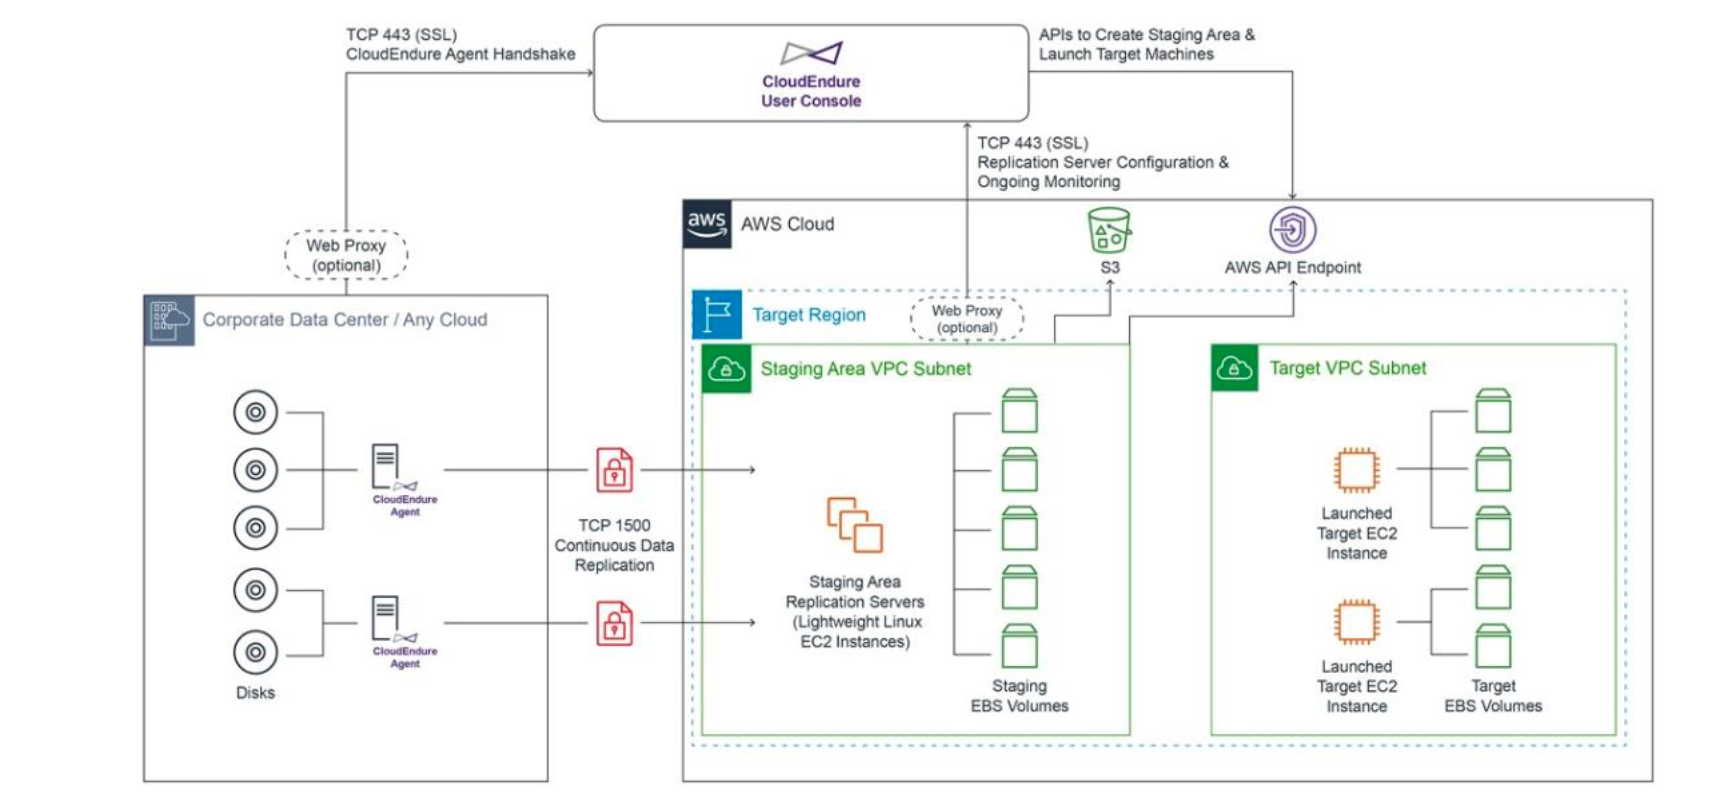 TCP 443 (SSL)
CloudEndure Agent Handshake
CloudEndure
User Console
APIs to Create Staging Area &
Launch Target Machines
TCP 443 (SSL)
Replication Server Configuration &
Ongoing Monitoring
Web Proxy
(optional)
aws
AWS Cloud
S3
AWS API Endpoint
Corporate Data Center / Any Cloud
Target Region
Web Proxy
(optional)
Staging Area VPC Subnet
Target VPC Subnet
CloudEndure
Agent
TCP 1500
Continuous Data
Replication
CloudEndure
Agent
Disks
Staging Area
Replication Servers
(Lightweight Linux
EC2 Instances)
Staging
EBS Volumes
Launched
Target EC2
Instance
Launched
Target EC2
Instance
Target
EBS Volumes